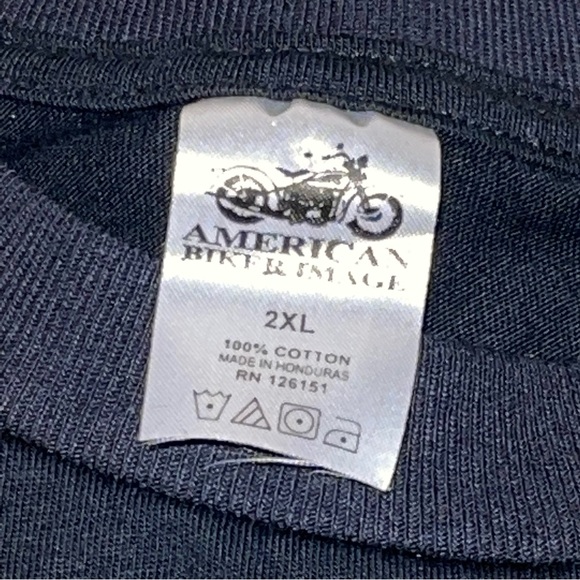 AMERICAN
BIKER IMAGE
2XL
100% COTTON
MADE IN HONDURAS
RN 126151